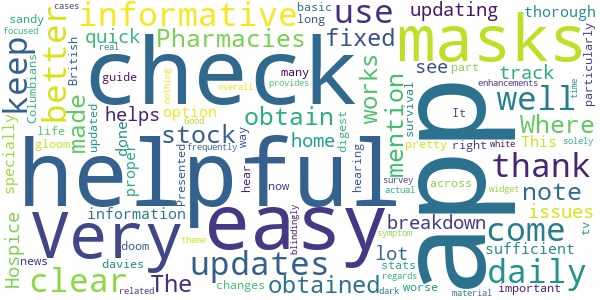 cases
focused
sandy
keep
Columbians
British
better
informative
quick
Pharmacies
basic
long
use
fixed
updating
thorough
particularly
masks
check
app
real
guide
made
helps
works
see
track
part
survival
specially
life
updated
gloom
option
nothing
overall
good
provides
many
mention
well
Where
enhancements
time
It
pretty
right
white
This
solely
tv
stock
obtain
home
digest
hearing
done
proper
Presented
frequently
hear
way
now
survey
actual
across
widget
thank
note
issues
Hospice
helpful
easy
blindingly
information
breakdown
come
sufficient
daily
Very
doom
news
clear
davies
related
The
updates
theme
changes
obtained
lot
stats
regards
dark
symptom
worse
material
important